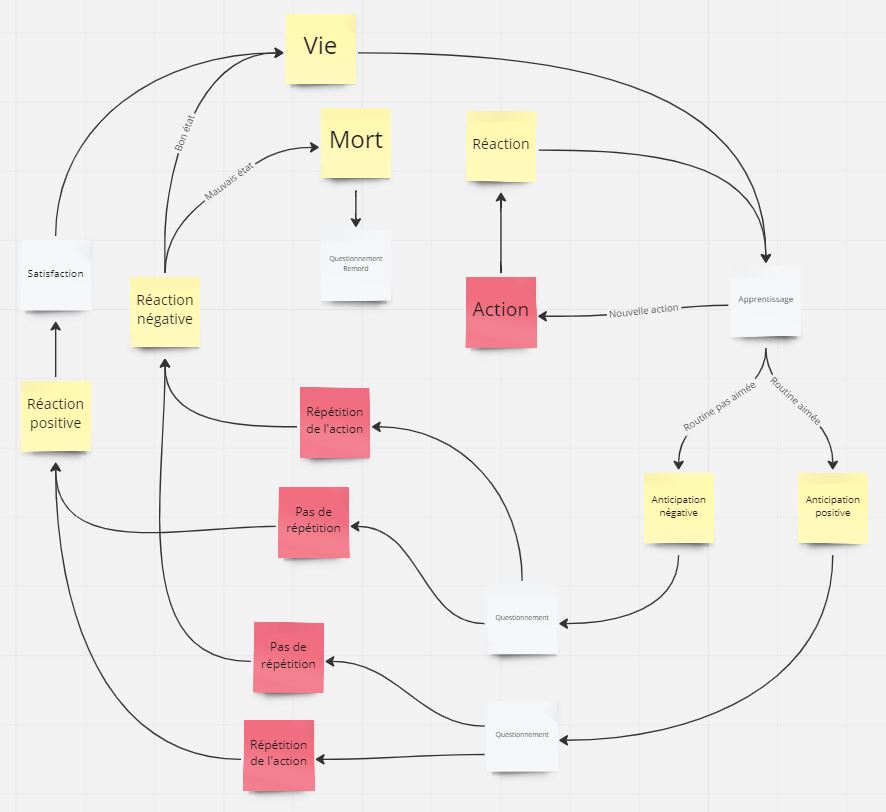 Vie
Bon état
Mort
Réaction
Mauvais état
Questionnement
Remord
Satisfaction
Apprentissage
Réaction
négative
Action
Nouvelle action
Réaction
positive
Routine pas aimée
Routine aimée
Répétition
de l'action
Anticipation
négative
Anticipation
positive
Pas de
répétition
Questionnement
Pas de
répétition
Questionnement
Répétition
de l'action